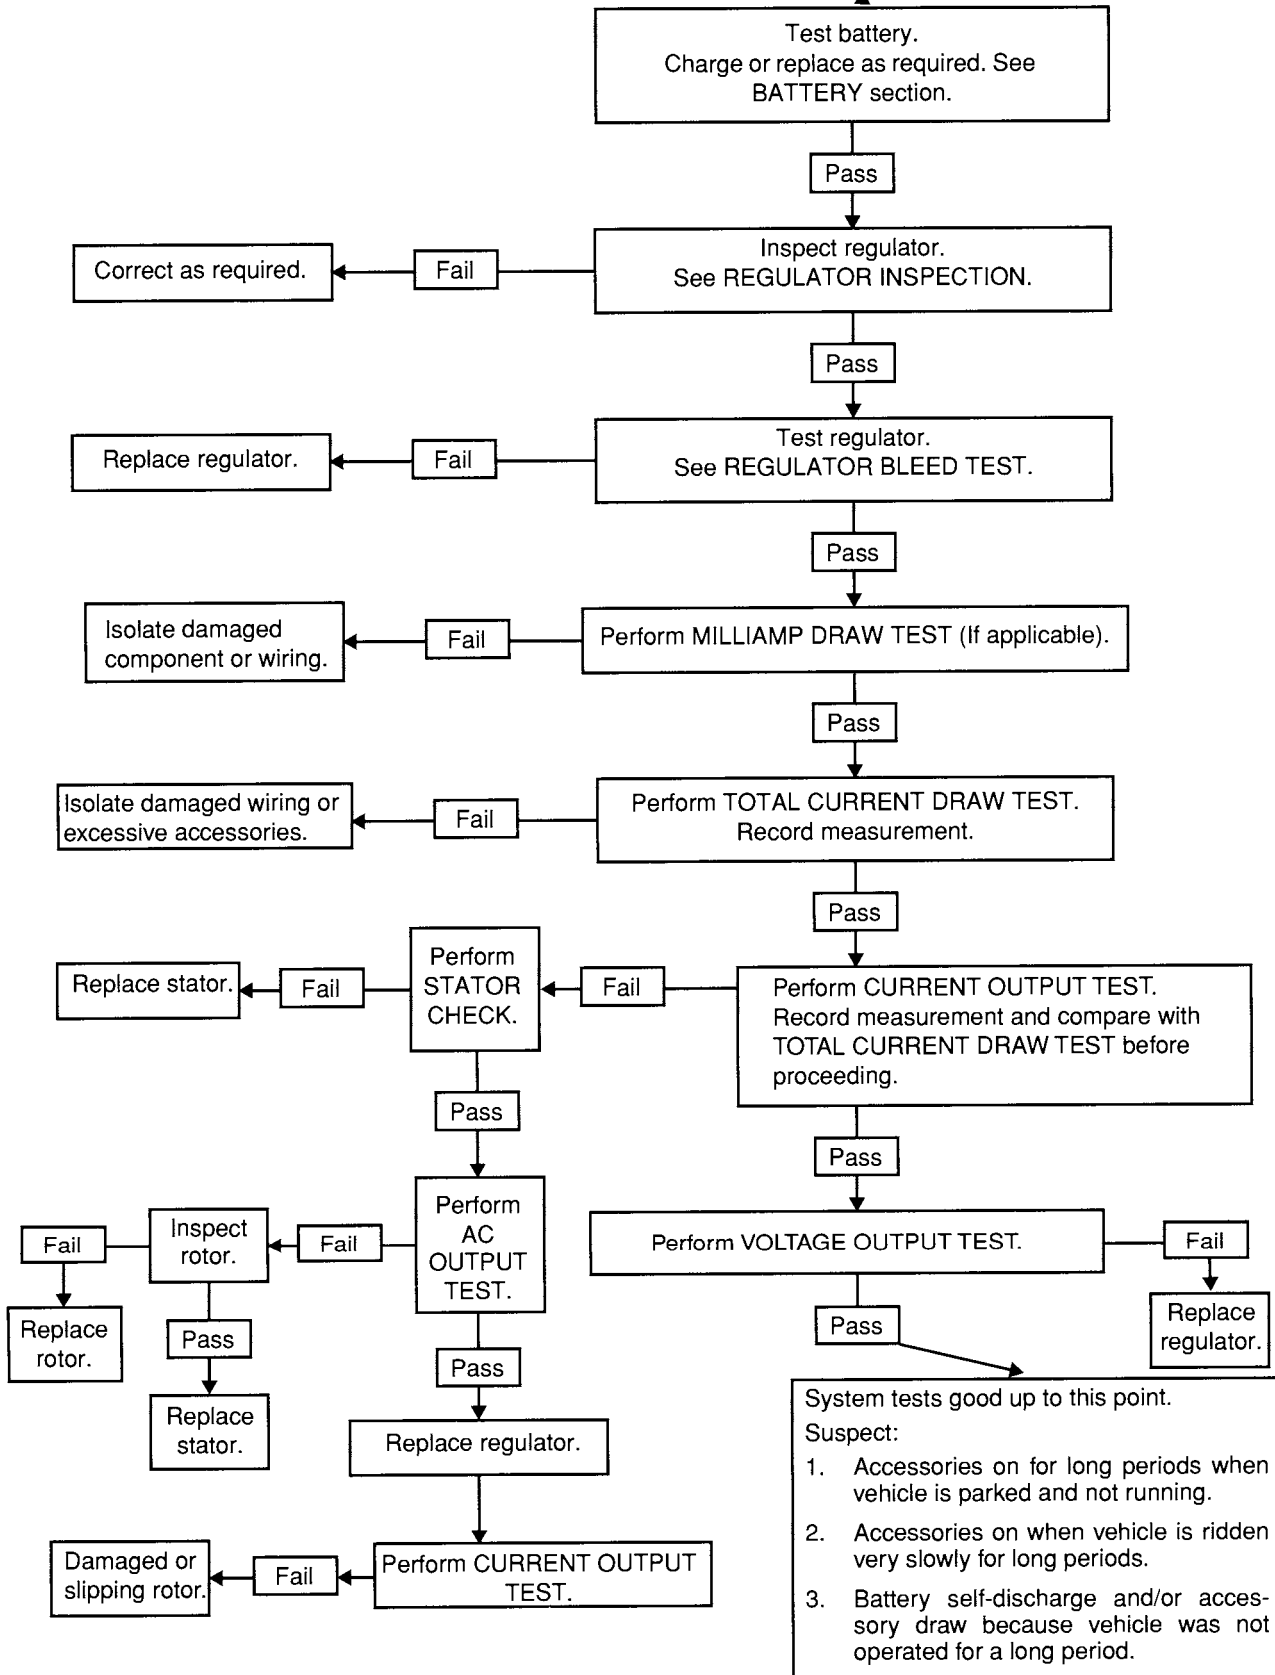 Test battery.
Charge or replace as required. See
BATTERY section.
Pass
Inspect regulator.
See REGULATOR INSPECTION.
Fail
Correct as required.
Pass
Test regulator.
See REGULATOR BLEED TEST.
Fail
Replace regulator.
Pass
Perform MILLIAMP DRAW TEST (If applicable).
Fail
Isolate damaged
component or wiring.
Pass
Perform TOTAL CURRENT DRAW TEST.
Record measurement.
Fail
Isolate damaged wiring or
excessive accessories.
Pass
Perform CURRENT OUTPUT TEST.
Record measurement and compare with
TOTAL CURRENT DRAW TEST before
proceeding.
Fail
Perform
STATOR
CHECK.
Fail
Replace stator.
Pass
Perform
AC
OUTPUT
TEST.
Fail
Inspect
rotor.
Fail
Replace
rotor.
Pass
Replace
stator.
Pass
Replace regulator.
Perform CURRENT OUTPUT
TEST.
Fail
Damaged or
slipping rotor.
Pass
Perform VOLTAGE OUTPUT TEST.
Fail
Replace
regulator.
Pass
System tests good up to this point.
Suspect:
1. Accessories on for long periods when
vehicle is parked and not running.
2. Accessories on when vehicle is ridden
very slowly for long periods.
3. Battery self-discharge and/or acces-
sory draw because vehicle was not
operated for a long period.